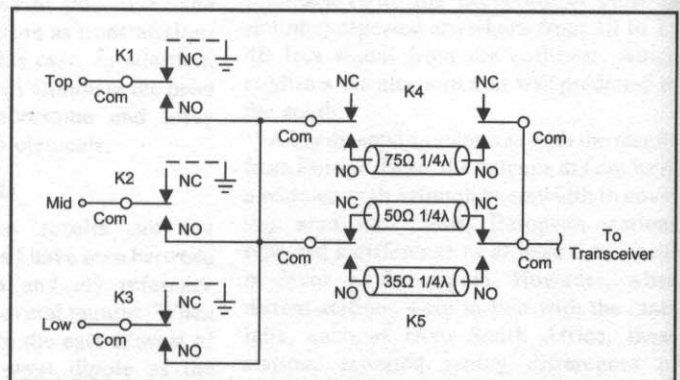 K1
NC
Top
Com
NO
K2
NC
Mid
Com
NO
K3
NC
Low
Com
NO
NC K4 NC
Com Com
75Ω 1/4λ
NO NO
NC 50Ω 1/4λ NC
Com Com
To
Transceiver
35Ω 1/4λ
NO NO
K5